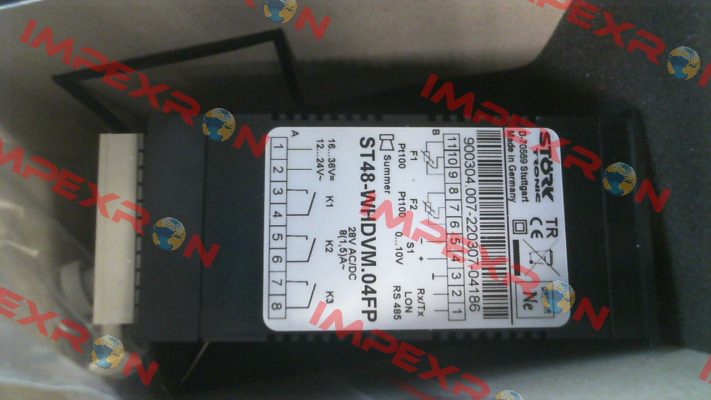 STÖRK
TRONIC
D-70569 Stuttgart
Made in Germany
TR CE
Ne
900304.007-220307-04186
11 10 9 8 7 6 5 4 3 2 1
B
F1 F2 S1 Rx/Tx
Pt100 Pt100 0...10V LON
RS 485
Summer
ST48-WHDVM.04FP
16...36V=
12...24V~
28V AC/DC
8(1,5)A~
K1 K2 K3
A
1 2 3 4 5 6 7 8
IMPEXRON
IMPEXRON
IMPEXRON
IMPEXRON
IMPEXRON
IMPEXRON